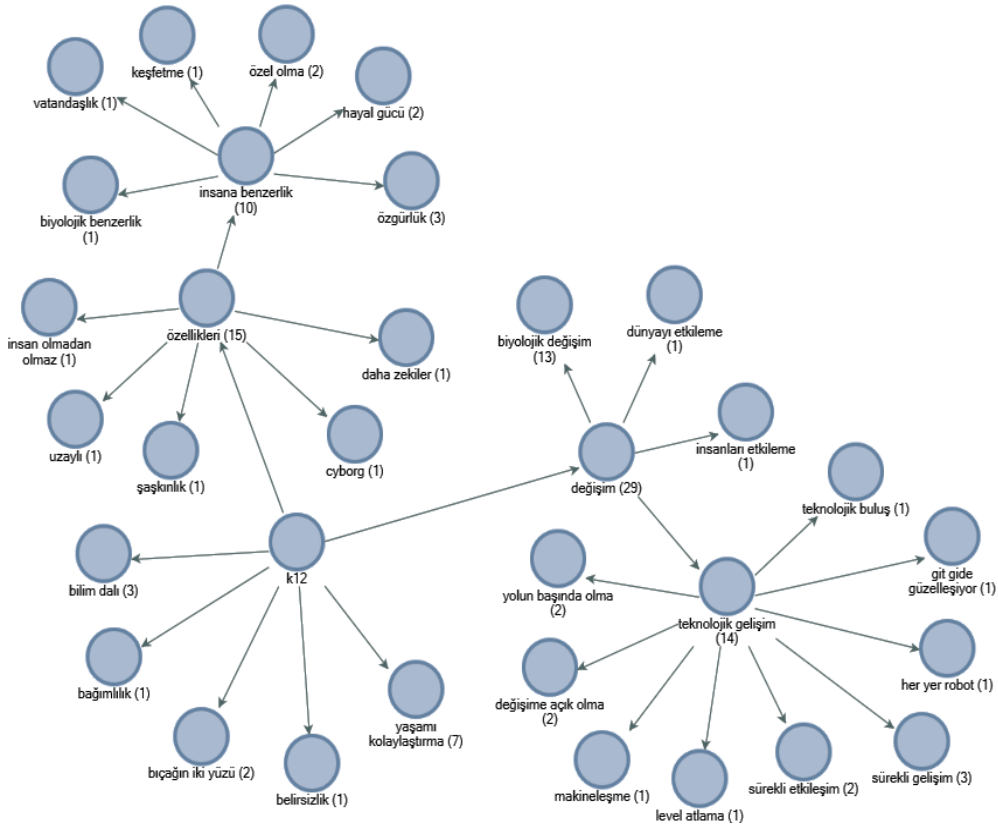 keşfetme (1)
özel olma (2)
vatandaşlık (1)
hayal gücü (2)
insana benzerlik
(10)
biyolojik benzerlik
(1)
özgürlük (3)
özellikleri (15)
insan olmadan
olmaz (1)
daha zekiler (1)
uzaylı (1)
şaşkınlık (1)
cyborg (1)
biyolojik değişim
(13)
dünyayı etkileme
(1)
insanları etkileme
(1)
değişim (29)
teknolojik buluş (1)
k12
bilim dalı (3)
bağımlılık (1)
bıçağın iki yüzü (2)
belirsizlik (1)
yaşamı
kolaylaştırma (7)
yolun başında olma
(2)
teknolojik gelişim
(14)
git gide
güzelleşiyor (1)
her yer robot (1)
değişime açık olma
(2)
makineleşme (1)
level atlama (1)
sürekli etkileşim (2)
sürekli gelişim (3)